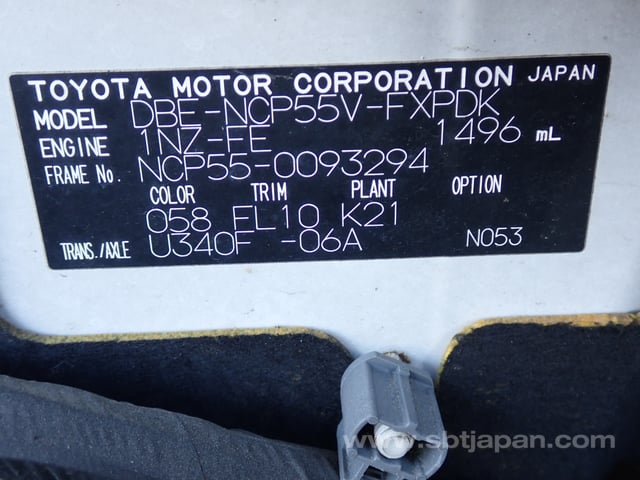 TOYOTA MOTOR CORPORATION JAPAN
MODEL DBE-NCP55V-FXPDK
ENGINE 1NZ-FE 1496 mL
FRAME No. NCP55-0093294
COLOR TRIM PLANT OPTION
058 FL10 K21
TRANS./AXLE U340F -06A N053
www.sbtjapan.com